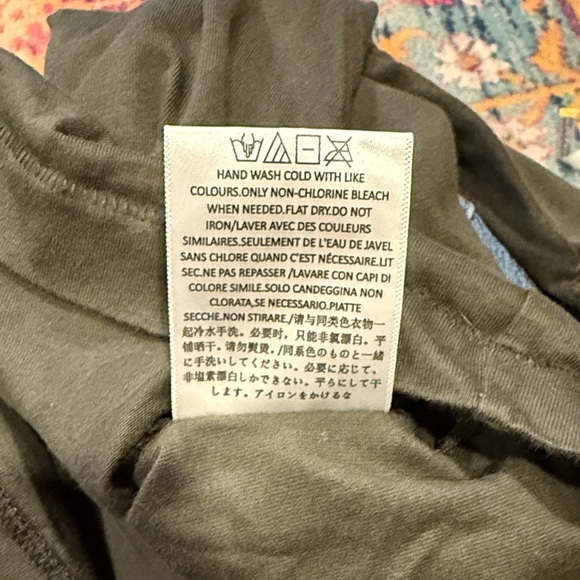 HAND WASH COLD WITH LIKE
COLOURS.ONLY NON-CHLORINE BLEACH
WHEN NEEDED.FLAT DRY.DO NOT
IRON/LAVER AVEC DES COULEURS
SIMILAIRES.SEULEMENT DE L'EAU DE JAVEL
SANS CHLORE QUAND C'EST NÉCESSAIRE.LIT
SEC.NE PAS REPASSER/LAVARE CON CAPI DI
COLORE SIMILE.SOLO CANDEGGINA NON
CLORATA,SE NECESSARIO.PIATTE
SECCHE.NON STIRARE./请与同类色衣物一
起冷水手洗。必要时，只能非氯漂白。平
铺晒干。请勿熨烫。/同系色のものと一緒
に手洗いしてください。必要に応じて、
非塩素漂白しかできない。平らにして干
します。アイロンをかけるな